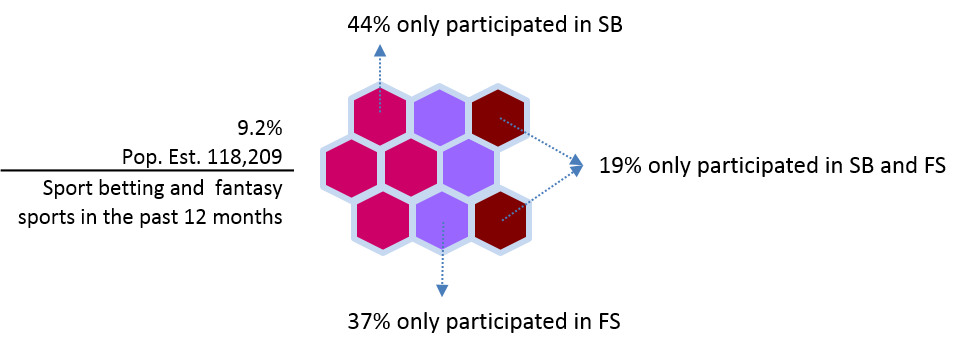 44% only participated in SB
9.2%
Pop. Est. 118,209
Sport betting and fantasy
sports in the past 12 months
19% only participated in SB and FS
37% only participated in FS